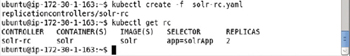 ubuntu@ip-172-30-1-163:~$ kubectl create -f solr-rc.yaml
replicationcontrollers/solr-rc
ubuntu@ip-172-30-1-163:~$ kubectl get rc
CONTROLLER CONTAINER(S) IMAGE(S) SELECTOR REPLICAS
solr-rc solr solr app=solrApp 2
ubuntu@ip-172-30-1-163:~$